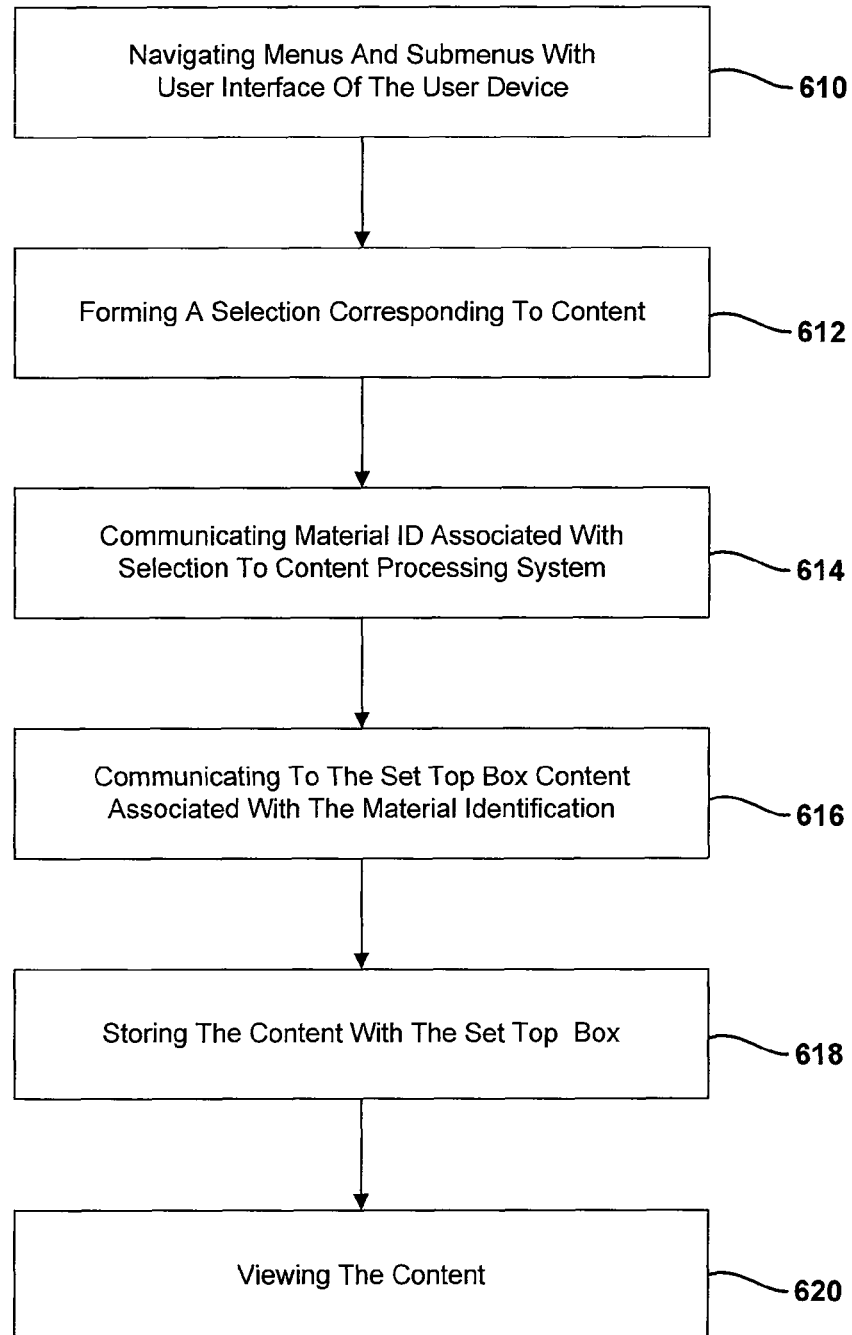 Navigating Menus And Submenus With
User Interface Of The User Device
610
Forming A Selection Corresponding To Content
612
Communicating Material ID Associated With
Selection To Content Processing System
614
Communicating To The Set Top Box Content
Associated With The Material Identification
616
Storing The Content With The Set Top Box
618
Viewing The Content
620